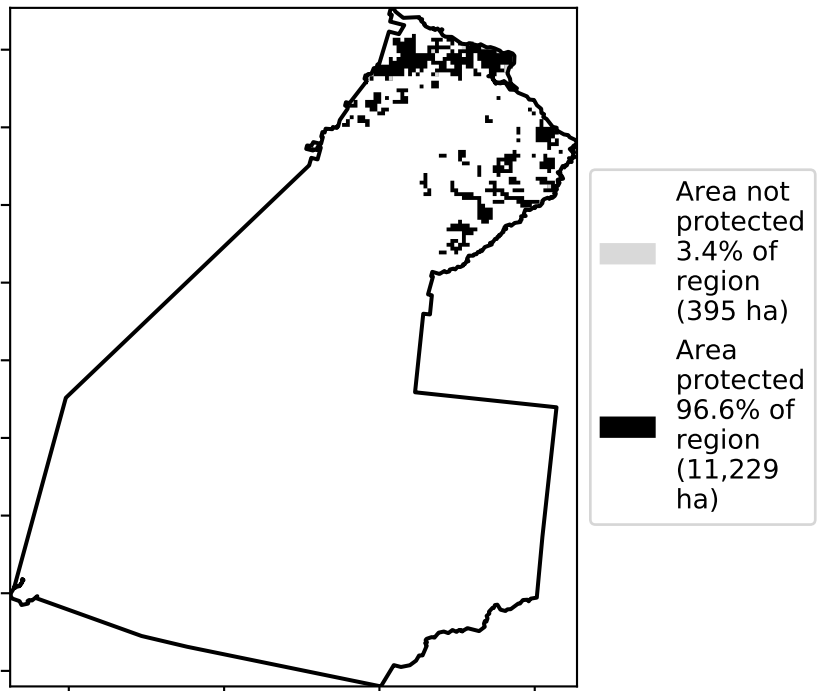 Area not
protected
3.4% of
region
(395 ha)
Area
protected
96.6% of
region
(11,229
ha)